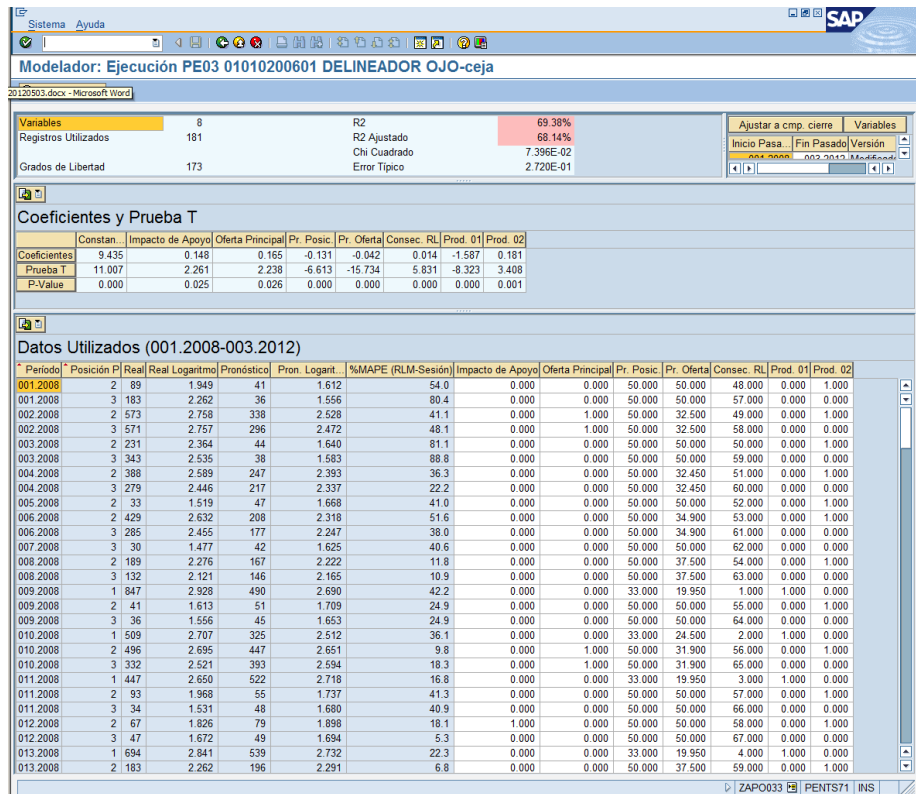 Sistema Ayuda
SAP
Modelador: Ejecución PE03 01010200601 DELINEADOR OJO-ceja
20120503.docx - Microsoft Word
Variables 8 R2 69.38%
Registros Utilizados 181 R2 Ajustado 68.14%
Chi Cuadrado 7.396E-02
Grados de Libertad 173 Error Típico 2.720E-01
Ajustar a cmp. cierre Variables
Inicio Pasa... Fin Pasado Versión
001.2008 003.2012 Modificado
Coeficientes y Prueba T
Constan... Impacto de Apoyo Oferta Principal Pr. Posic. Pr. Oferta Consec. RL Prod. 01 Prod. 02
Coeficientes 9.435 0.148 0.165 -0.131 -0.042 0.014 -1.587 0.181
Prueba T 11.007 2.261 2.238 -6.613 -15.734 5.831 -8.323 3.408
P-Value 0.000 0.025 0.026 0.000 0.000 0.000 0.000 0.001
Datos Utilizados (001.2008-003.2012)
Período Posición P Real Real Logaritmo Pronóstico Pron. Logarit... %MAPE (RLM-Sesión) Impacto de Apoyo Oferta Principal Pr. Posic. Pr. Oferta Consec. RL Prod. 01 Prod. 02
001.2008 2 89 1.949 41 1.612 54.0 0.000 0.000 50.000 50.000 48.000 0.000 1.000
001.2008 3 183 2.262 36 1.556 80.4 0.000 0.000 50.000 50.000 57.000 0.000 0.000
002.2008 2 573 2.758 338 2.528 41.1 0.000 1.000 50.000 32.500 49.000 0.000 1.000
002.2008 3 571 2.757 296 2.472 48.1 0.000 1.000 50.000 32.500 58.000 0.000 0.000
003.2008 2 231 2.364 44 1.640 81.1 0.000 0.000 50.000 50.000 50.000 0.000 1.000
003.2008 3 343 2.535 38 1.583 88.8 0.000 0.000 50.000 50.000 59.000 0.000 0.000
004.2008 2 388 2.589 247 2.393 36.3 0.000 0.000 50.000 32.450 51.000 0.000 1.000
004.2008 3 279 2.446 217 2.337 22.2 0.000 0.000 50.000 32.450 60.000 0.000 0.000
005.2008 2 33 1.519 47 1.668 41.0 0.000 0.000 50.000 50.000 52.000 0.000 1.000
006.2008 2 429 2.632 208 2.318 51.6 0.000 0.000 50.000 34.900 53.000 0.000 1.000
006.2008 3 285 2.455 177 2.247 38.0 0.000 0.000 50.000 34.900 61.000 0.000 0.000
007.2008 3 30 1.477 42 1.625 40.6 0.000 0.000 50.000 50.000 62.000 0.000 0.000
008.2008 2 189 2.276 167 2.222 11.8 0.000 0.000 50.000 37.500 54.000 0.000 1.000
008.2008 3 132 2.121 146 2.165 10.9 0.000 0.000 50.000 37.500 63.000 0.000 0.000
009.2008 1 847 2.928 490 2.690 42.2 0.000 0.000 33.000 19.950 1.000 1.000 0.000
009.2008 2 41 1.613 51 1.709 24.9 0.000 0.000 50.000 50.000 55.000 0.000 1.000
009.2008 3 36 1.556 45 1.653 24.9 0.000 0.000 50.000 50.000 64.000 0.000 0.000
010.2008 1 509 2.707 325 2.512 36.1 0.000 0.000 33.000 24.500 2.000 1.000 0.000
010.2008 2 496 2.695 447 2.651 9.8 0.000 1.000 50.000 31.900 56.000 0.000 1.000
010.2008 3 332 2.521 393 2.594 18.3 0.000 1.000 50.000 31.900 65.000 0.000 0.000
011.2008 1 447 2.650 522 2.718 16.8 0.000 0.000 33.000 19.950 3.000 1.000 0.000
011.2008 2 93 1.968 55 1.737 41.3 0.000 0.000 50.000 50.000 57.000 0.000 1.000
011.2008 3 34 1.531 48 1.680 40.9 0.000 0.000 50.000 50.000 66.000 0.000 0.000
012.2008 2 67 1.826 79 1.898 18.1 1.000 0.000 50.000 50.000 58.000 0.000 1.000
012.2008 3 47 1.672 49 1.694 5.3 0.000 0.000 50.000 50.000 67.000 0.000 0.000
013.2008 1 694 2.841 539 2.732 22.3 0.000 0.000 33.000 19.950 4.000 1.000 0.000
013.2008 2 183 2.262 196 2.291 6.8 0.000 0.000 50.000 37.500 59.000 0.000 1.000
ZAPO033 PENTS71 INS